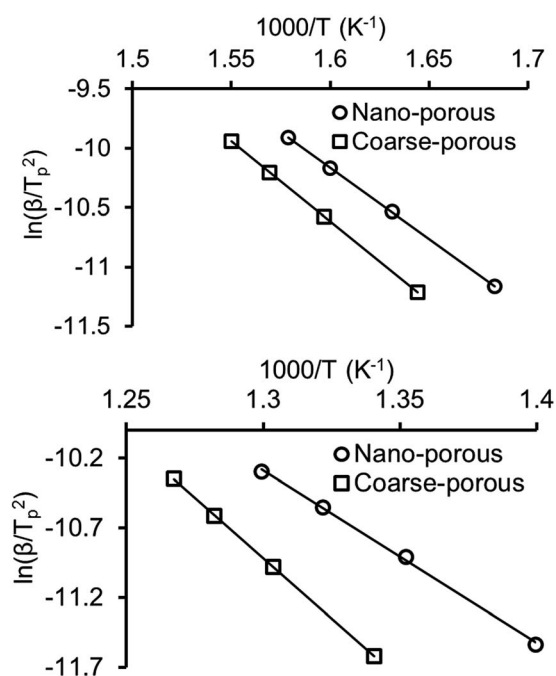 1000/T (K⁻¹)
1.5 1.55 1.6 1.65 1.7
-9.5
-10
-10.5
-11
-11.5
ln(β/Tₚ²)
Nano-porous
Coarse-porous
1000/T (K⁻¹)
1.25 1.3 1.35 1.4
-10.2
-10.7
-11.2
-11.7
ln(β/Tₚ²)
Nano-porous
Coarse-porous